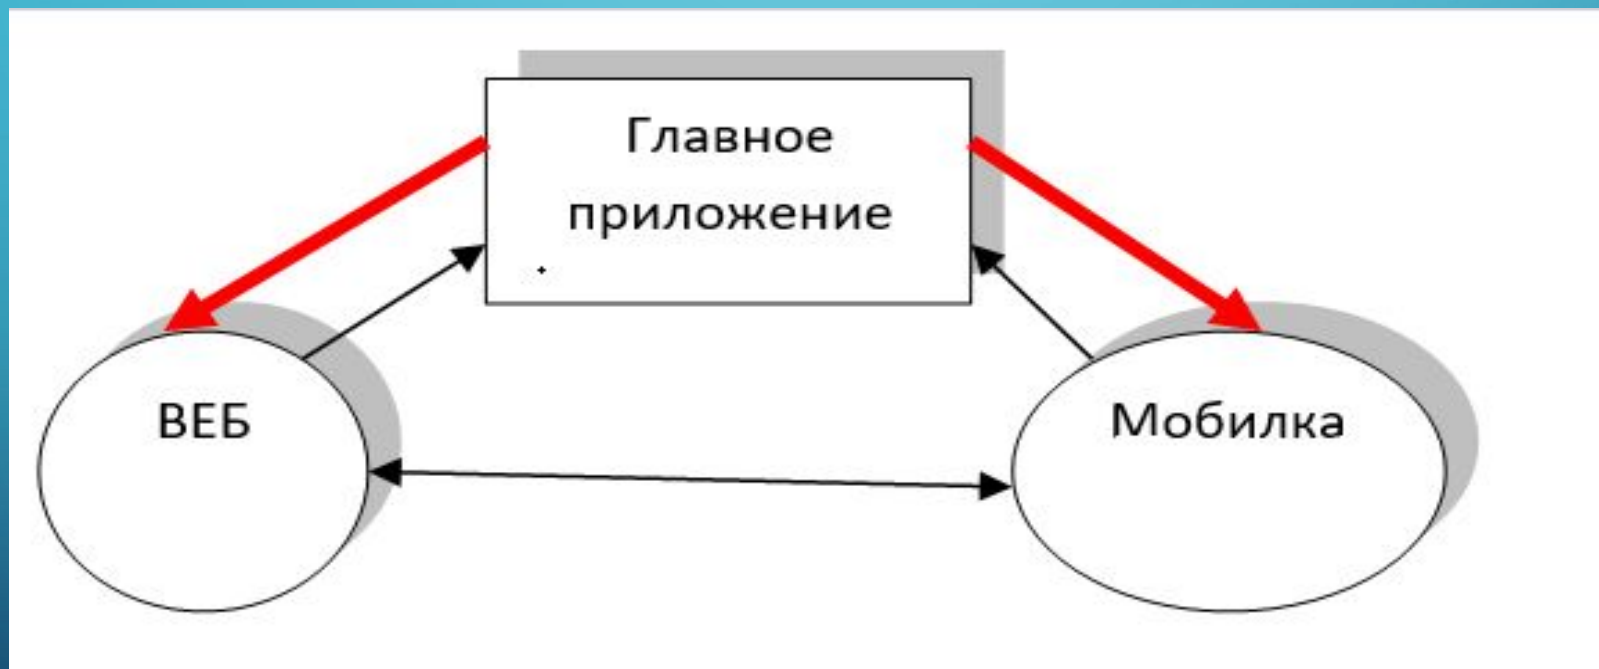 Главное
приложение
ВЕБ
Мобилка